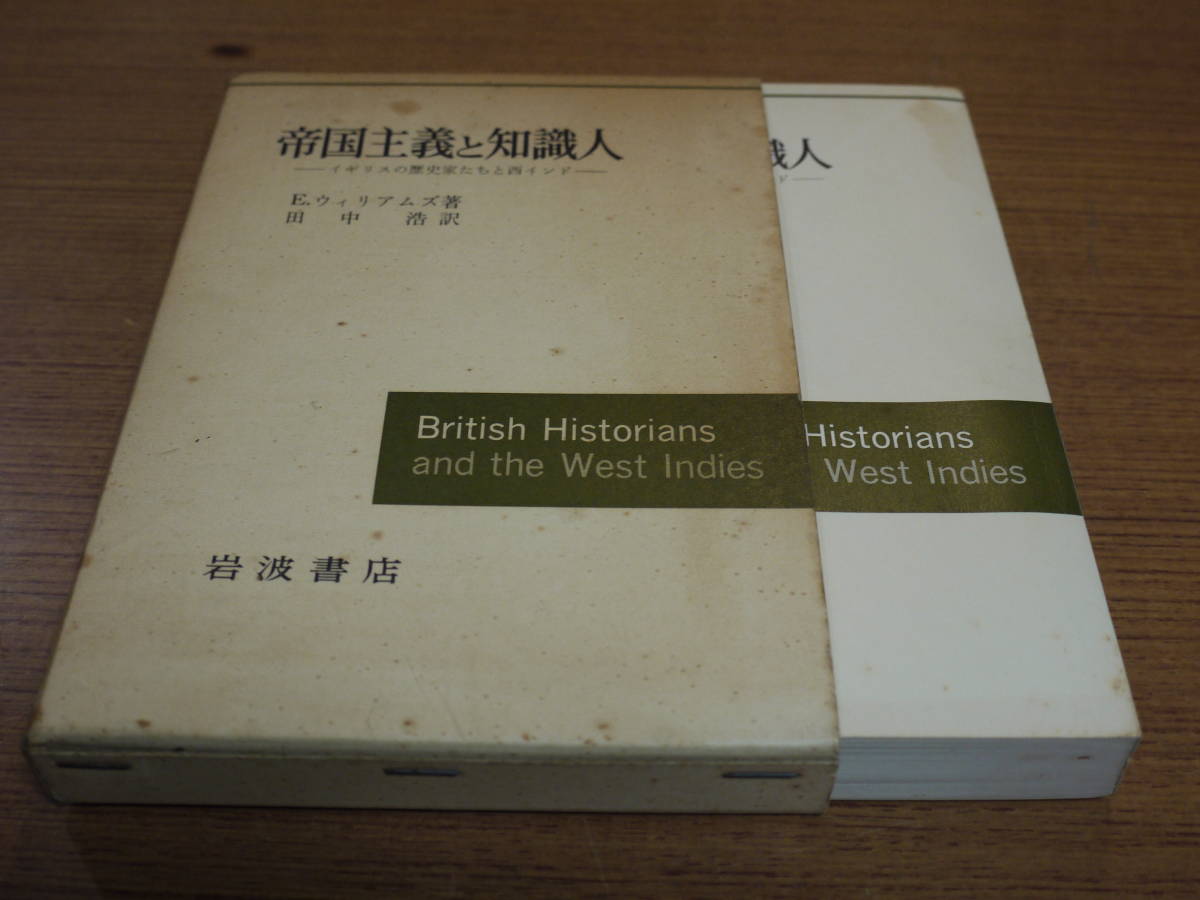 帝国主義と知識人
―イギリスの歴史家たちと西インド―
E.ウィリアムズ著
田中 浩訳
British Historians
and the West Indies
岩波書店
識人
ド―
Historians
West Indies